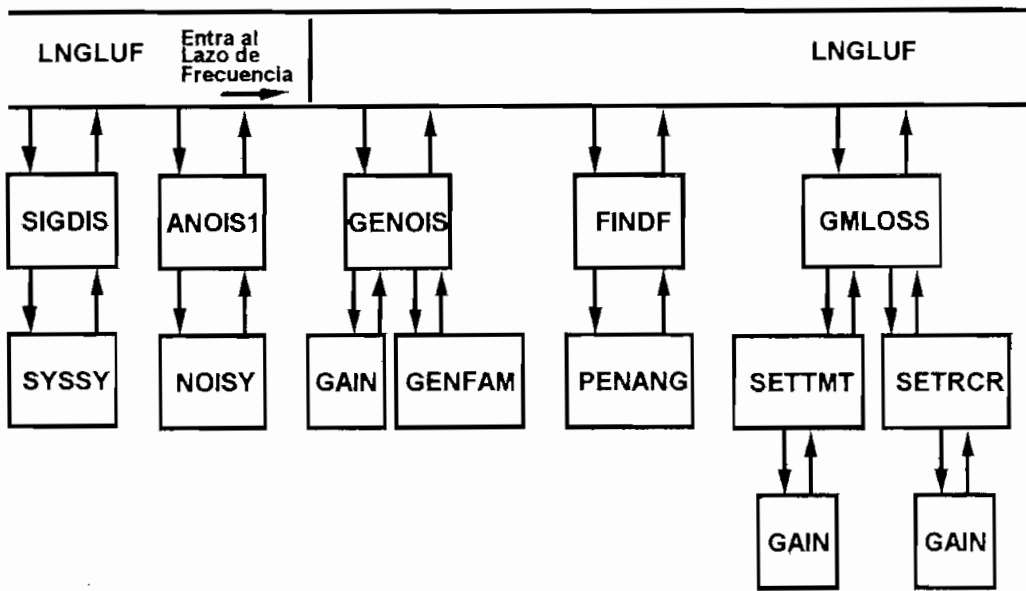 LNGLUF
Entra al
Lazo de
Frecuencia
LNGLUF
SIGDIS
ANOIS1
GENOIS
FINDF
GMLOSS
SYSSY
NOISY
GAIN
GENFAM
PENANG
SETTMT
SETRCR
GAIN
GAIN